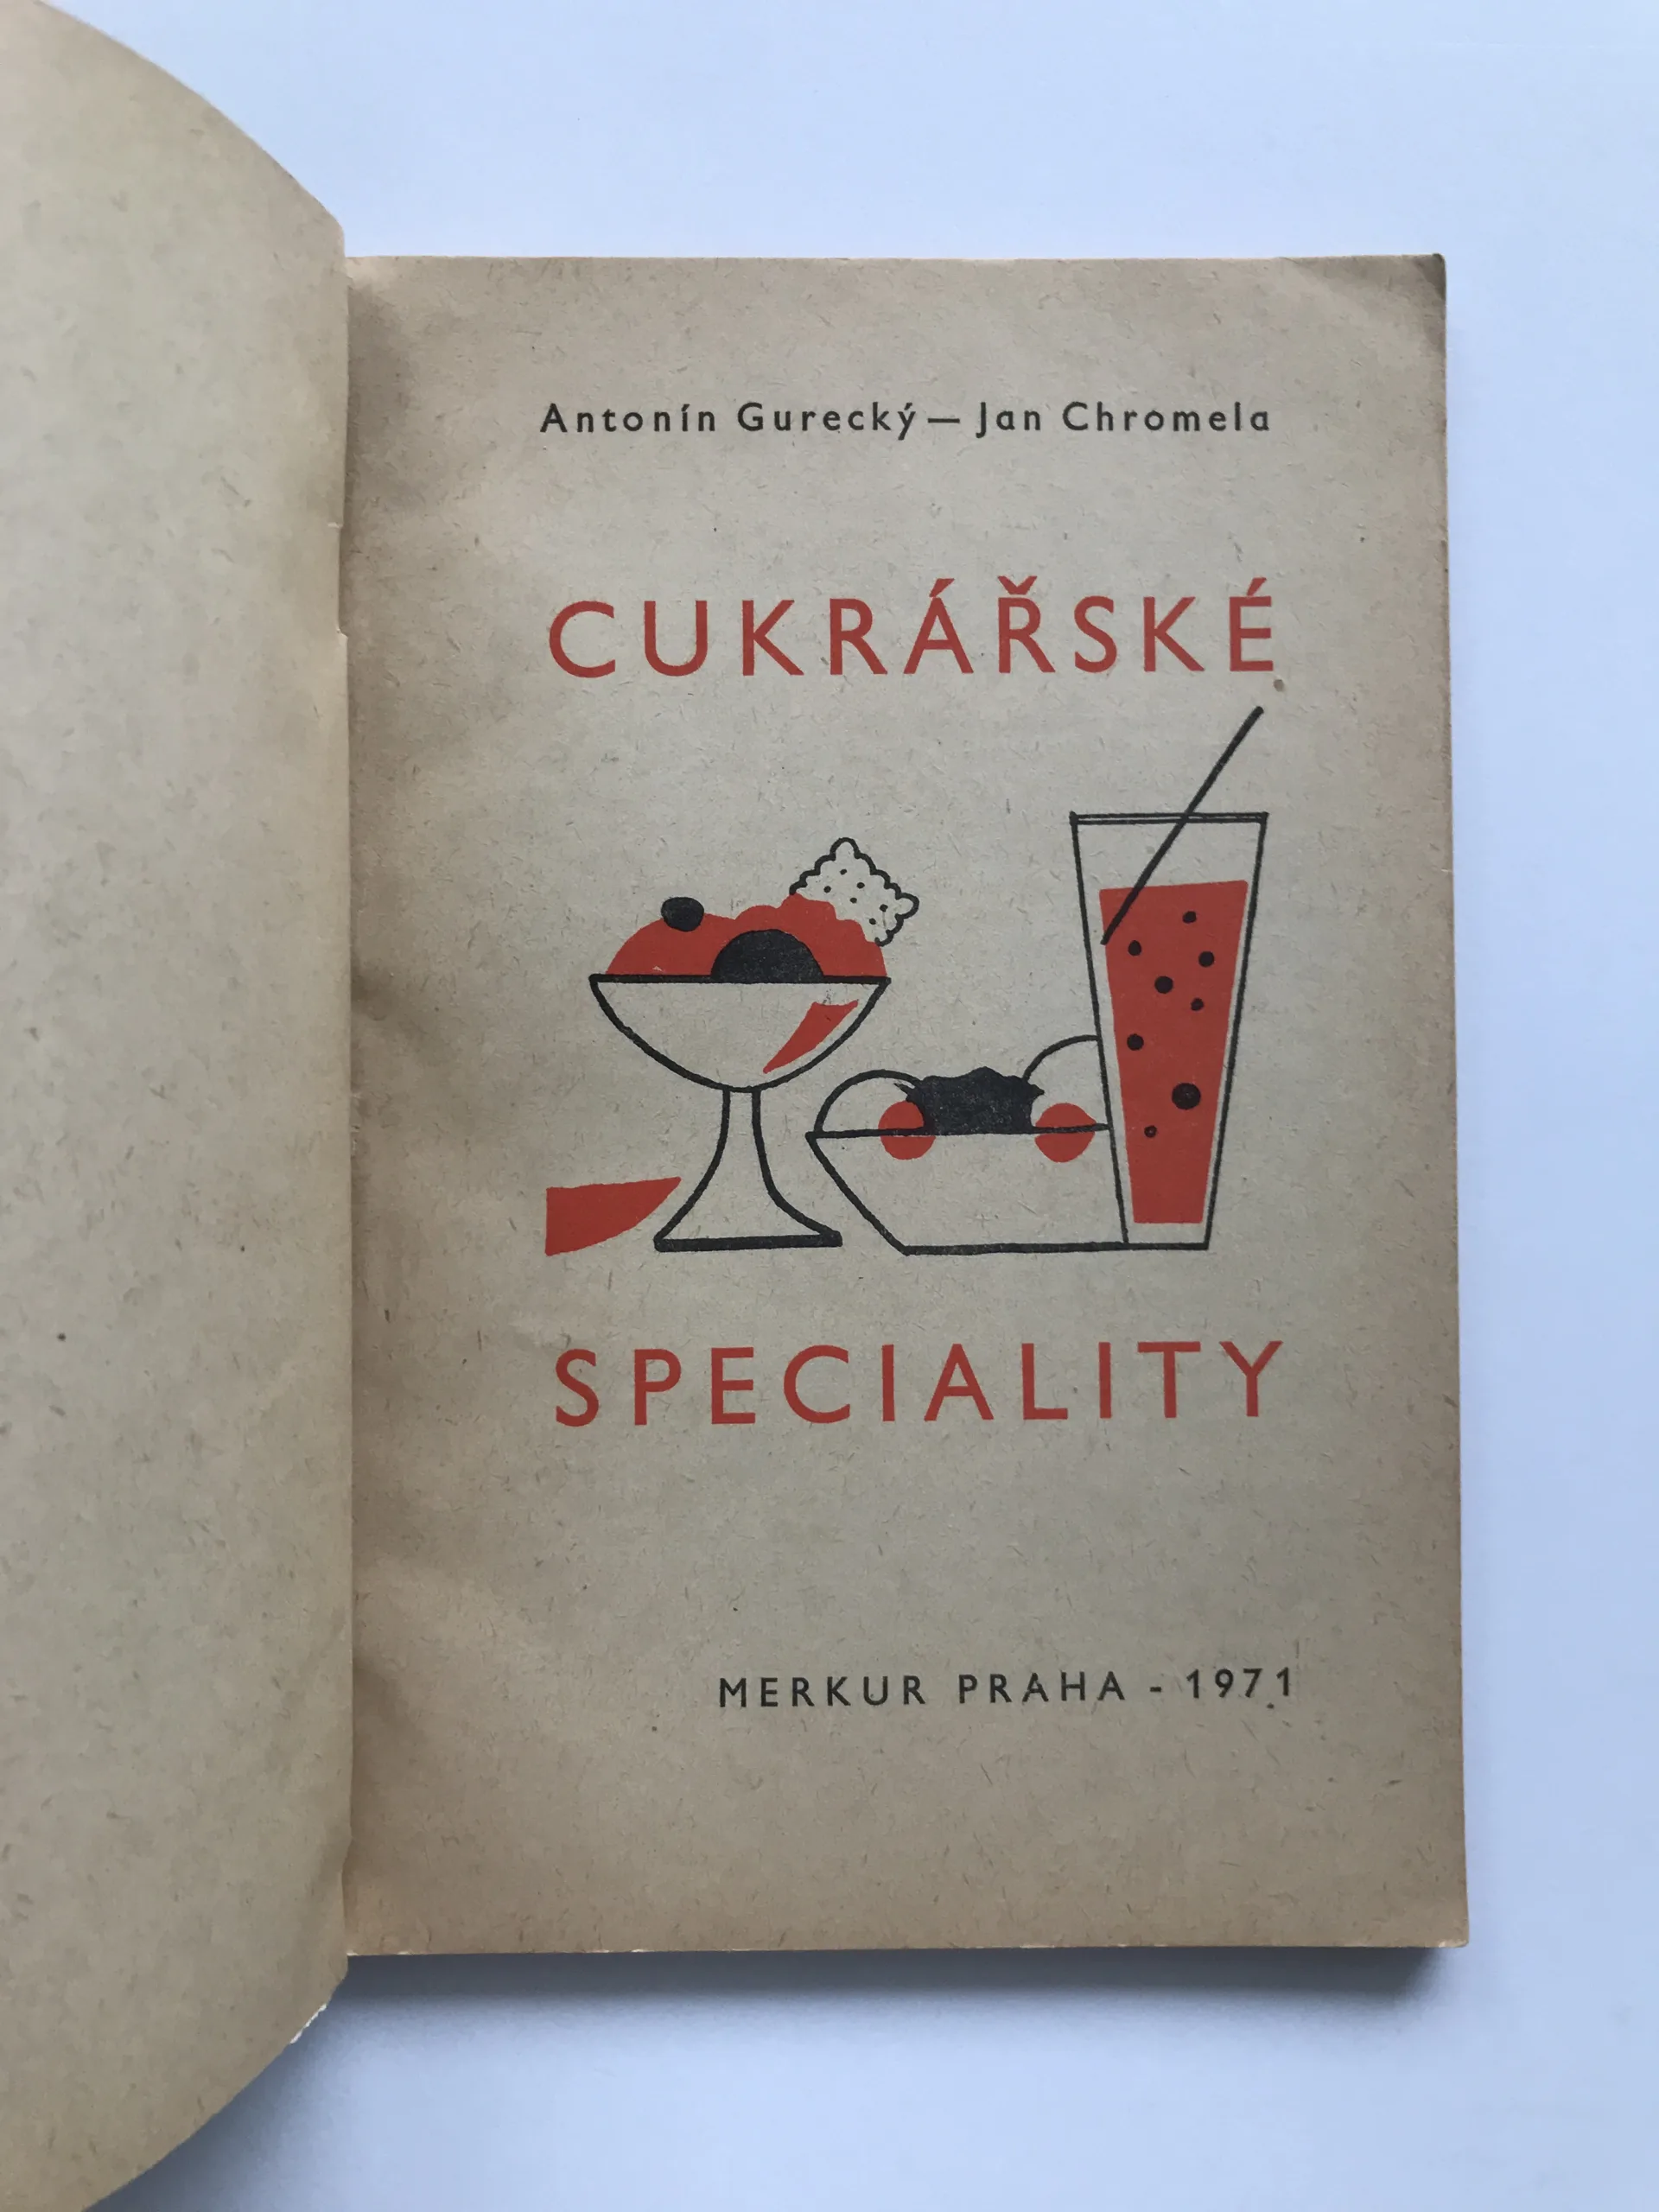 Antonín Gurecký — Jan Chromela
CUKRÁŘSKÉ
SPECIALITY
MERKUR PRAHA - 1971